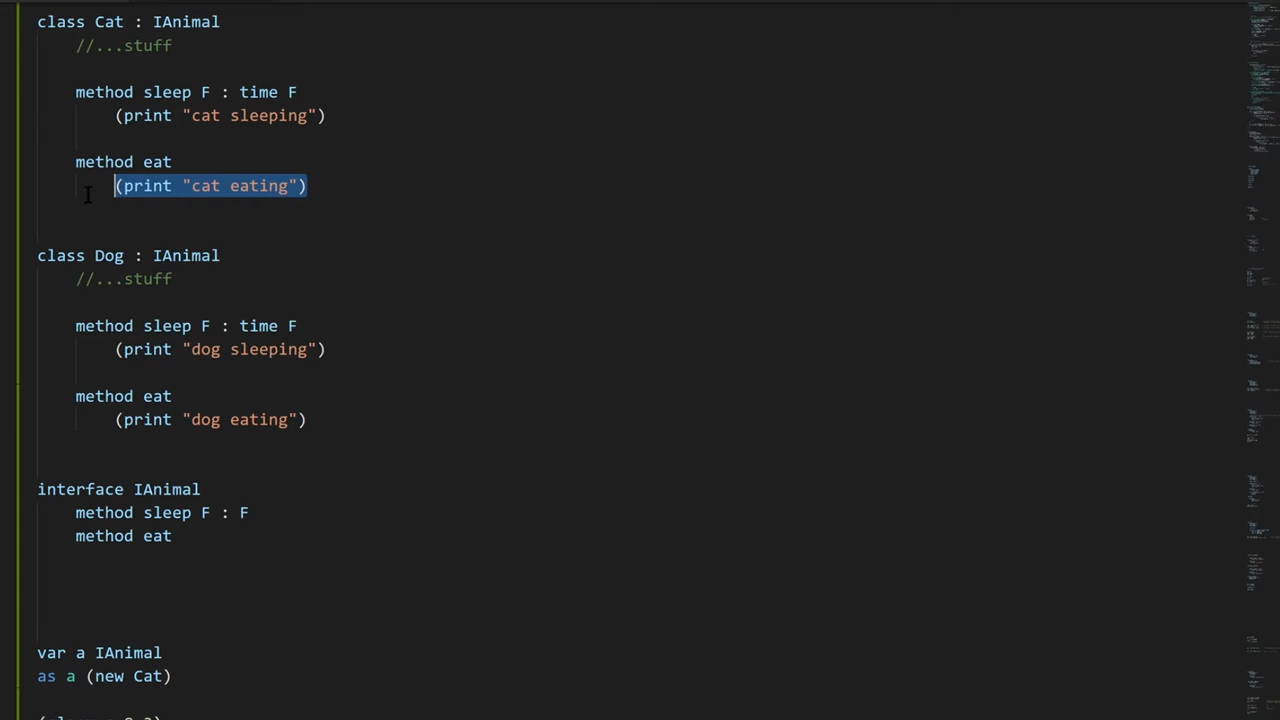 class Cat : IAnimal
//...stuff
method sleep F : time F
(print "cat sleeping")
method eat
(print "cat eating")
class Dog : IAnimal
//...stuff
method sleep F : time F
(print "dog sleeping")
method eat
(print "dog eating")
interface IAnimal
method sleep F : F
method eat
var a IAnimal
as a (new Cat)